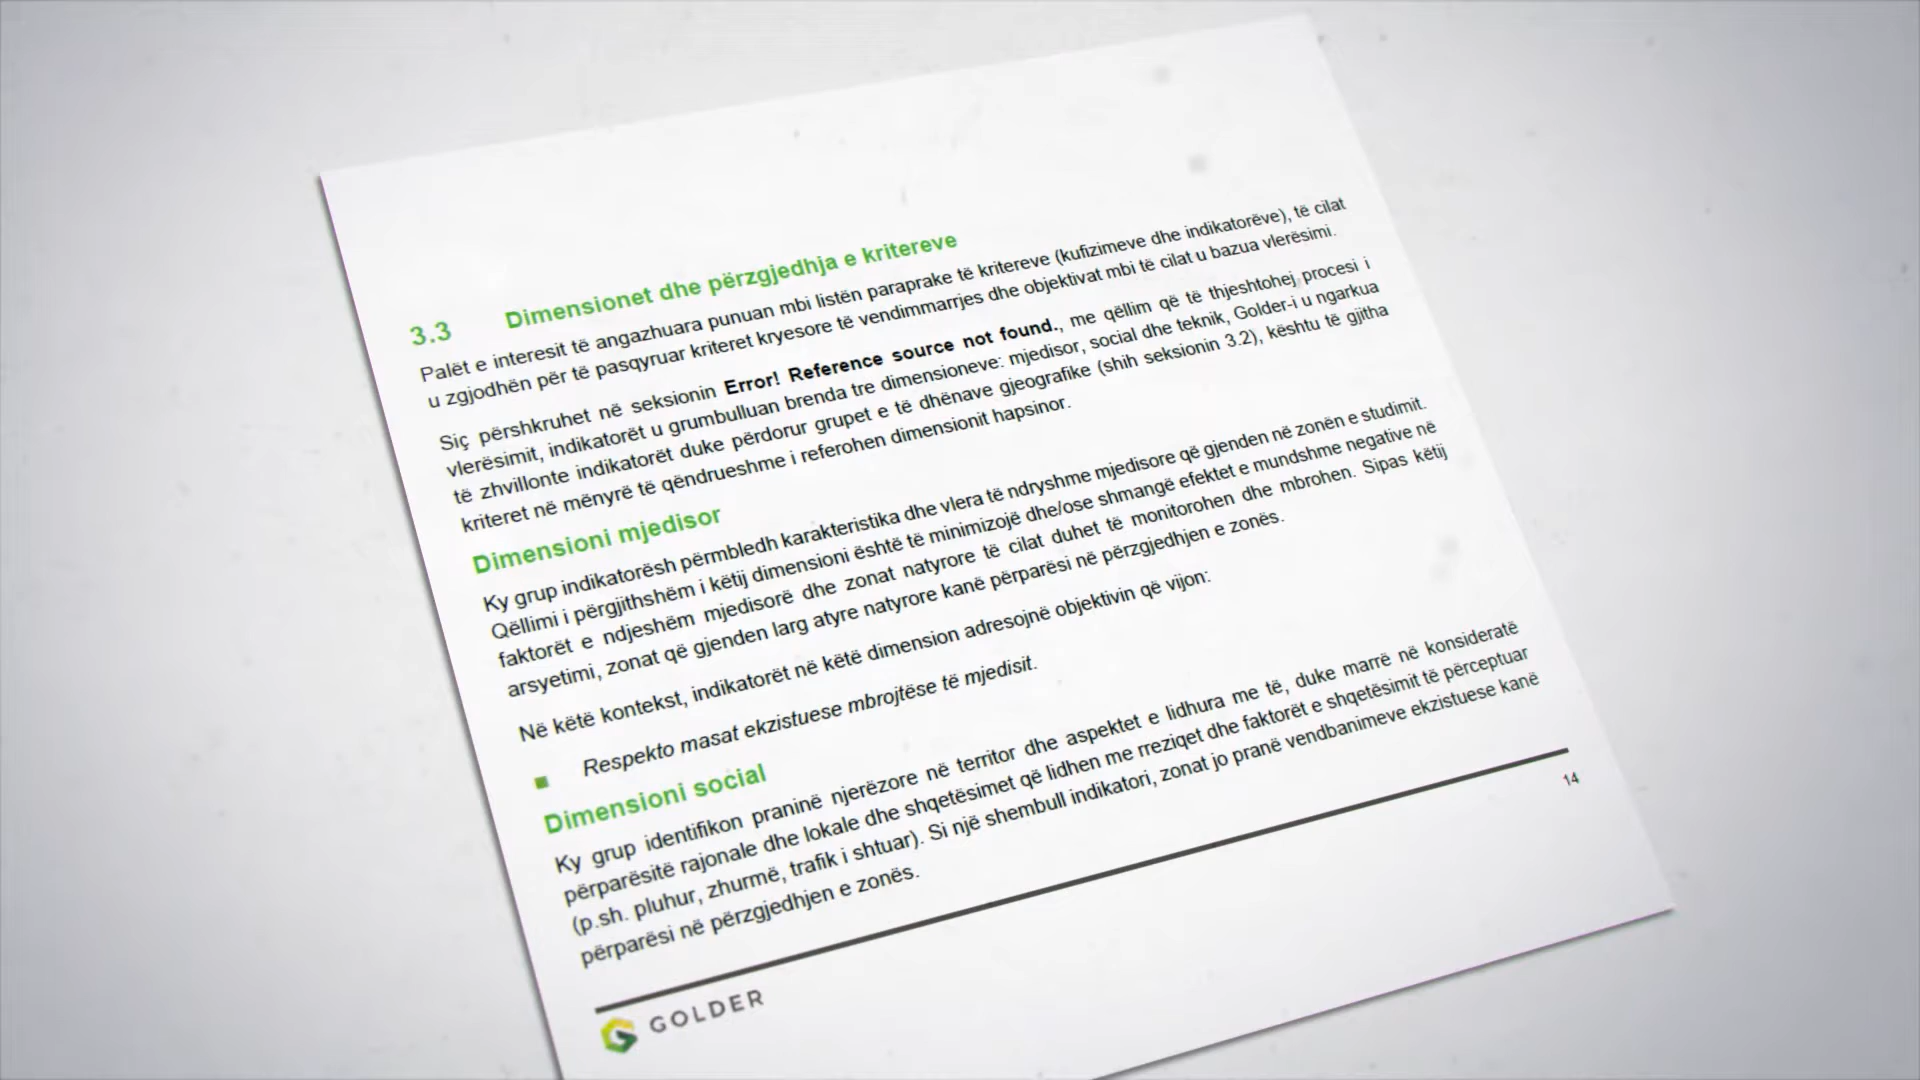 3.3 Dimensionet dhe përzgjedhja e kritereve
Palët e interesit të angazhuara punuan mbi listën paraprake të kritereve (kufizimeve dhe indikatorëve), të cilat
u zgjodhën për të pasqyruar kriteret kryesore të vendimmarrjes dhe objektivat mbi të cilat u bazua vlerësimi.
Siç përshkruhet në seksionin Error! Reference source not found., me qëllim që të thjeshtohej procesi i
vlerësimit, indikatorët u grumbulluan brenda tre dimensioneve: mjedisor, social dhe teknik, Golder-i u ngarkua
të zhvillonte indikatorët duke përdorur grupet e të dhënave gjeografike (shih seksionin 3.2), kështu të gjitha
kriteret në mënyrë të qëndrueshme i referohen dimensionit hapsinor.
Dimensioni mjedisor
Ky grup indikatorësh përmbledh karakteristika dhe vlera të ndryshme mjedisore që gjenden në zonën e studimit.
Qëllimi i përgjithshëm i këtij dimensioni është të minimizojë dhe/ose shmangë efektet e mundshme negative në
faktorët e ndjeshëm mjedisorë dhe zonat natyrore të cilat duhet të monitorohen dhe mbrohen. Sipas këtij
arsyetimi, zonat që gjenden larg atyre natyrore kanë përparësi në përzgjedhjen e zonës.
Në këtë kontekst, indikatorët në këtë dimension adresojnë objektivin që vijon:
■ Respekto masat ekzistuese mbrojtëse të mjedisit.
Dimensioni social
Ky grup identifikon praninë njerëzore në territor dhe aspektet e lidhura me të, duke marrë në konsideratë
përparësitë rajonale dhe lokale dhe shqetësimet që lidhen me rreziqet dhe faktorët e shqetësimit të përceptuar
(p.sh. pluhur, zhurmë, trafik i shtuar). Si një shembull indikatori, zonat jo pranë vendbanimeve ekzistuese kanë
përparësi në përzgjedhjen e zonës.
14
GOLDER